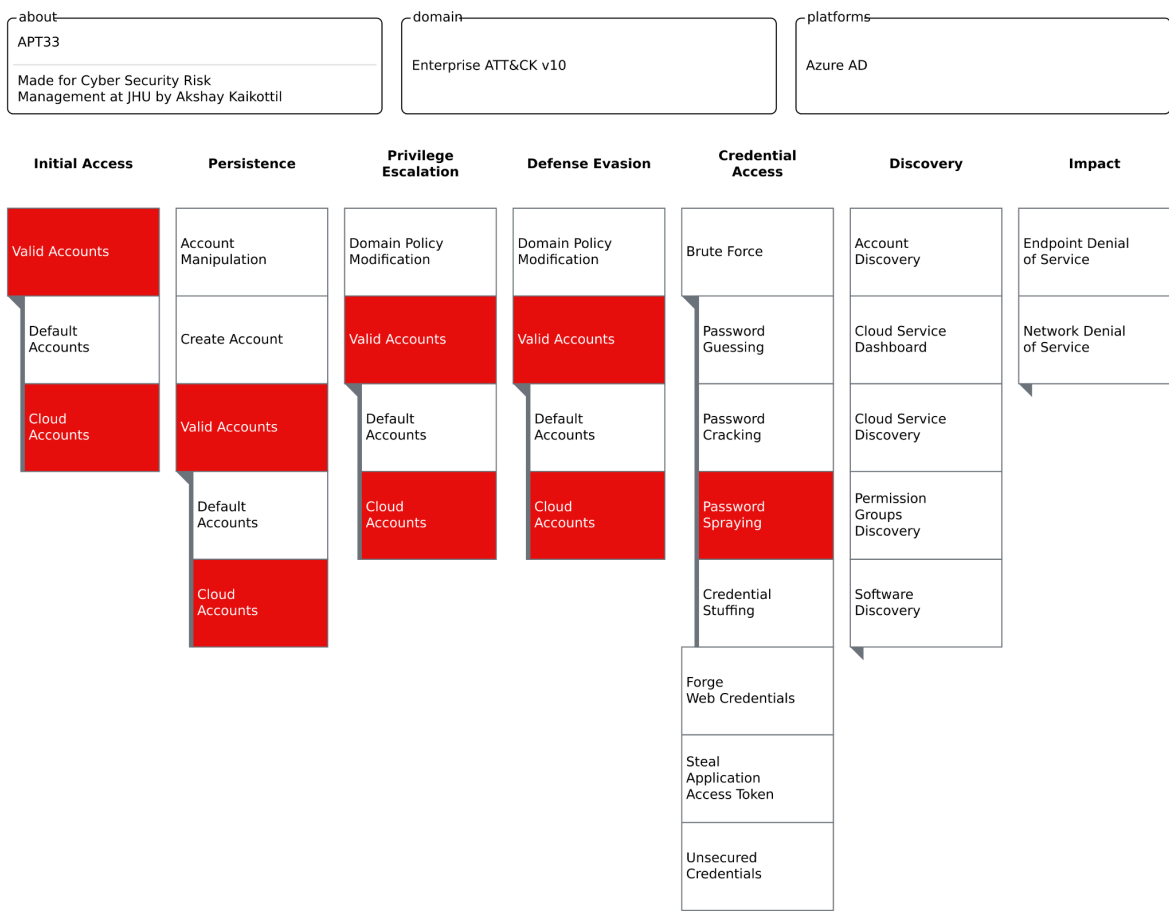 about
APT33
Made for Cyber Security Risk
Management at JHU by Akshay Kaikottil
domain
Enterprise ATT&CK v10
platforms
Azure AD
Initial Access
Valid Accounts
Default
Accounts
Cloud
Accounts
Persistence
Account
Manipulation
Create Account
Valid Accounts
Default
Accounts
Cloud
Accounts
Privilege
Escalation
Domain Policy
Modification
Valid Accounts
Default
Accounts
Cloud
Accounts
Defense Evasion
Domain Policy
Modification
Valid Accounts
Default
Accounts
Cloud
Accounts
Credential
Access
Brute Force
Password
Guessing
Password
Cracking
Password
Spraying
Credential
Stuffing
Forge
Web Credentials
Steal
Application
Access Token
Unsecured
Credentials
Discovery
Account
Discovery
Cloud Service
Dashboard
Cloud Service
Discovery
Permission
Groups
Discovery
Software
Discovery
Impact
Endpoint Denial
of Service
Network Denial
of Service